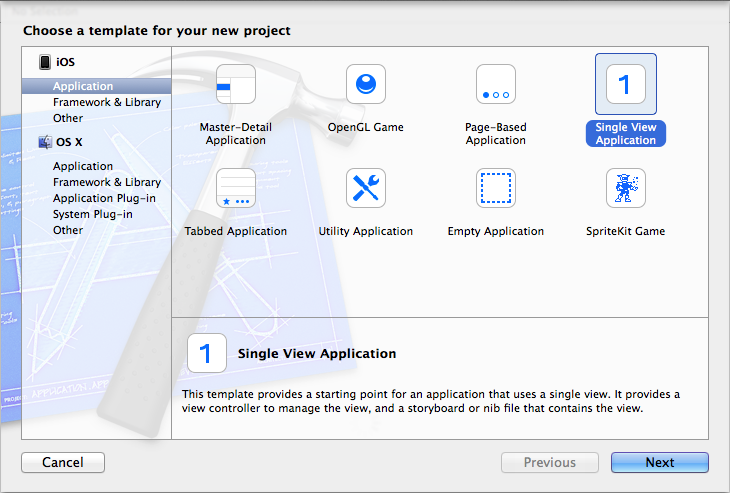 Choose a template for your new project
iOS
Application
Framework & Library
Other
OS X
Application
Framework & Library
Application Plug-in
System Plug-in
Other
Master-Detail
Application
OpenGL Game
Page-Based
Application
1
Single View
Application
Tabbed Application
Utility Application
Empty Application
SpriteKit Game
1
Single View Application
This template provides a starting point for an application that uses a single view. It provides a
view controller to manage the view, and a storyboard or nib file that contains the view.
PROJECT
APPLICATION APP
Cancel
Previous
Next